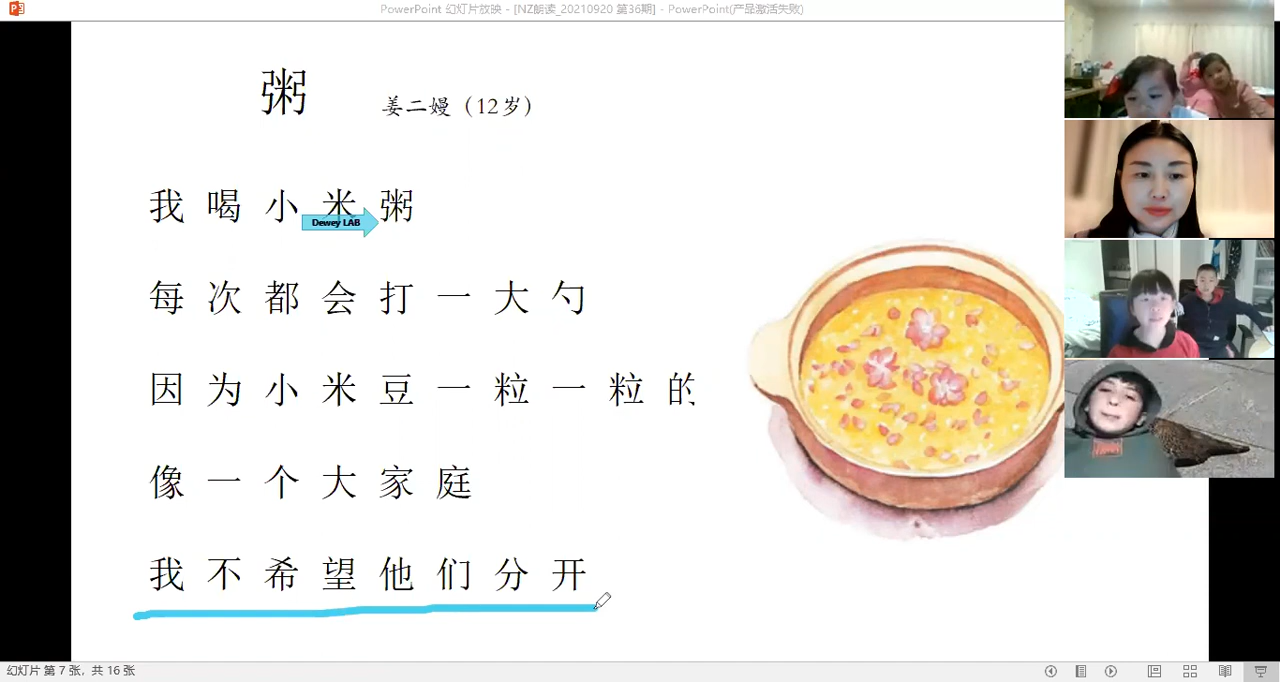 PowerPoint 幻灯片放映 - [NZ朗读_20210920 第36期] - PowerPoint(产品激活失败)
粥
姜二嫚（12岁）
我喝小米粥
Dewey LAB
每次都会打一大勺
因为小米豆一粒一粒的
像一个大家庭
我不希望他们分开
幻灯片 第 7 张，共 16 张